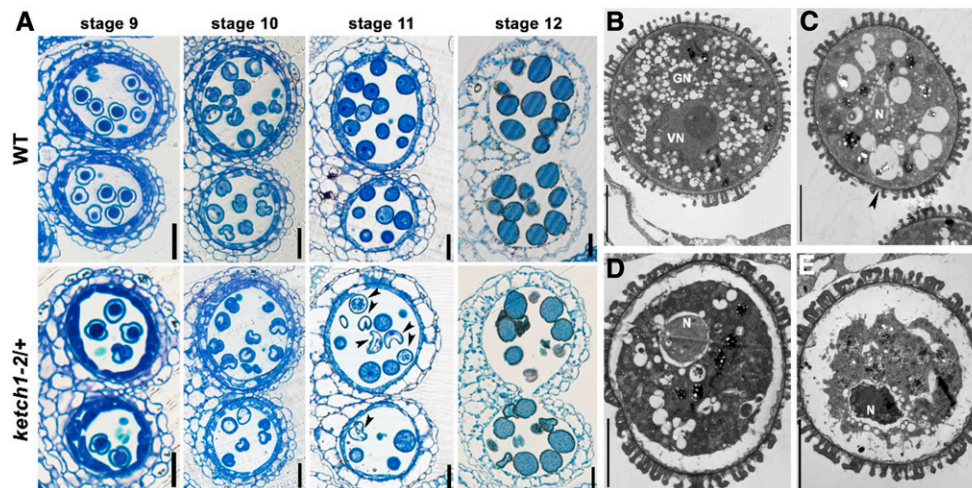 A
stage 9
stage 10
stage 11
stage 12
WT
ketch1-2/+
B
GN
VN
C
N
D
N
E
N